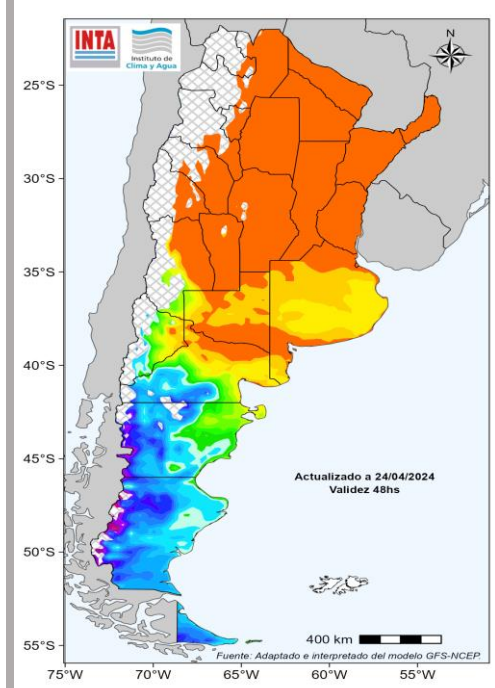 INTA
Instituto de
Clima y Agua
N
25°S
30°S
35°S
40°S
45°S
50°S
55°S
Actualizado a 24/04/2024
Validez 48hs
400 km
Fuente: Adaptado e interpretado del modelo GFS-NCEP.
75°W
70°W
65°W
60°W
55°W